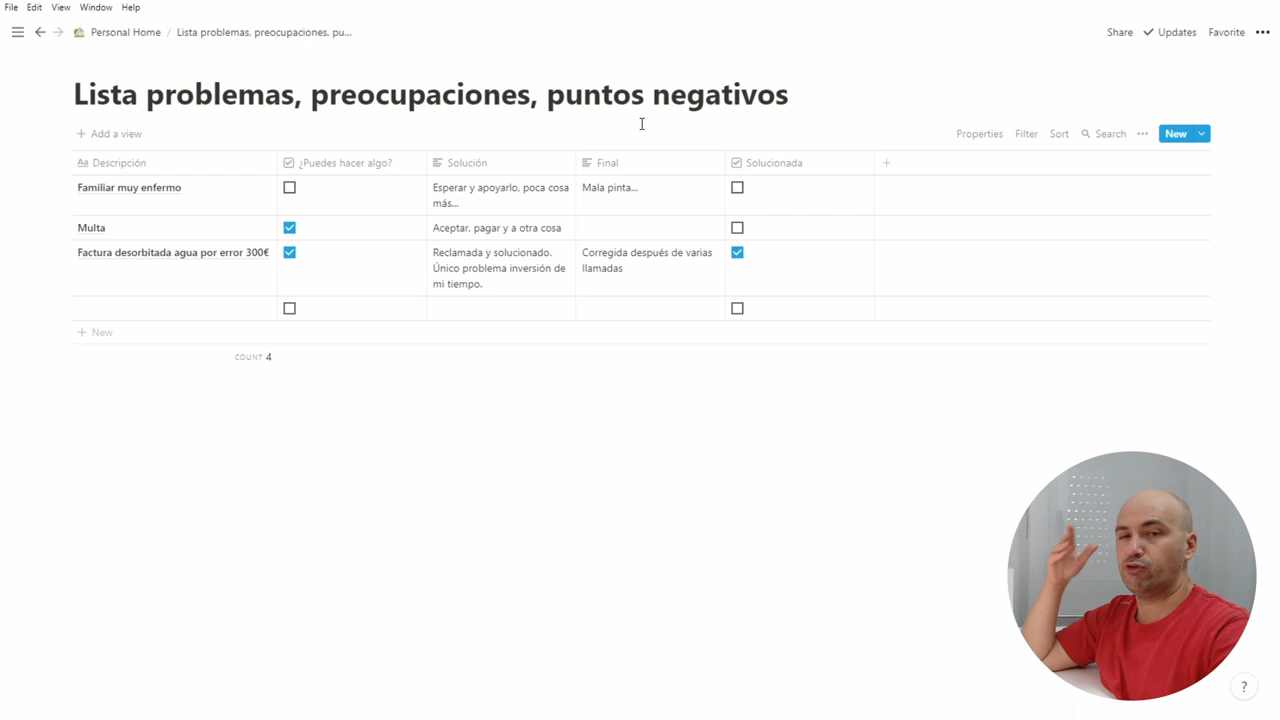 File Edit View Window Help
Personal Home / Lista problemas, preocupaciones, pu...
Share Updates Favorite
Lista problemas, preocupaciones, puntos negativos
Add a view
Properties Filter Sort Search New
Descripción ¿Puedes hacer algo? Solución Final Solucionada
Familiar muy enfermo Esperar y apoyarlo, poca cosa Mala pinta...
más...
Multa Aceptar, pagar y a otra cosa
Factura desorbitada agua por error 300€ Reclamada y solucionado. Corregida después de varias
Único problema inversión de llamadas
mi tiempo.
New
COUNT 4
?